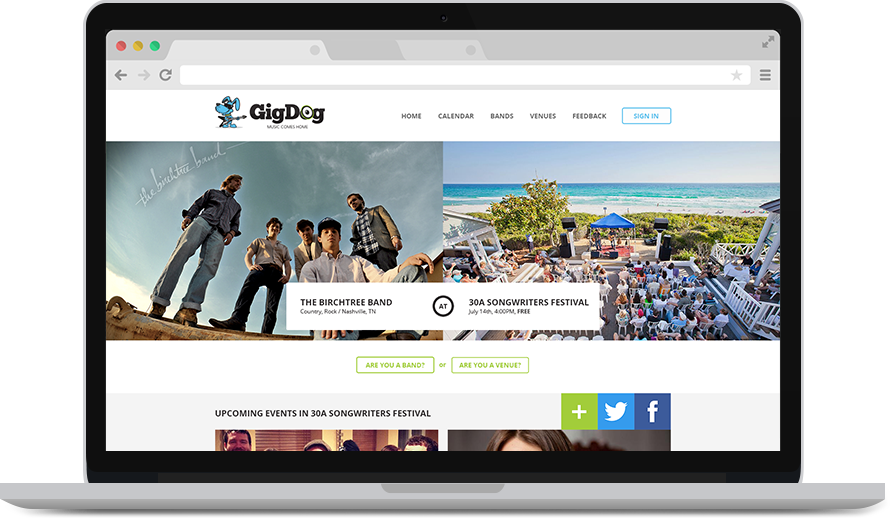 GigDog
MUSIC COMES HOME
HOME CALENDAR BANDS VENUES FEEDBACK SIGN IN
the birchtree band
THE BIRCHTREE BAND
Country, Rock / Nashville, TN
AT
30A SONGWRITERS FESTIVAL
July 14th, 4:00PM, FREE
ARE YOU A BAND? or ARE YOU A VENUE?
UPCOMING EVENTS IN 30A SONGWRITERS FESTIVAL